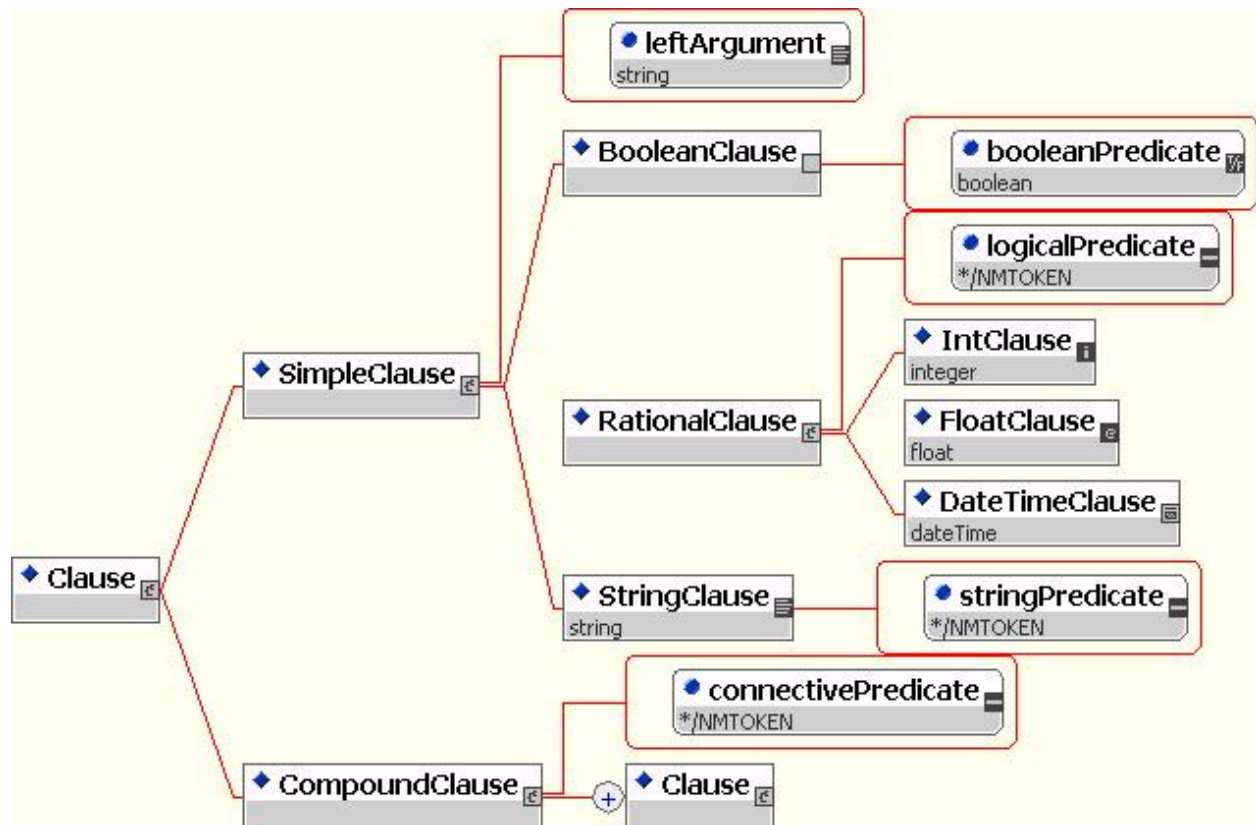 leftArgument
string
BooleanClause
booleanPredicate
boolean
logicalPredicate
*/NMTOKEN
SimpleClause
IntClause
integer
RationalClause
FloatClause
float
DateTimeClause
dateTime
Clause
StringClause
string
stringPredicate
*/NMTOKEN
connectivePredicate
*/NMTOKEN
CompoundClause
+
Clause